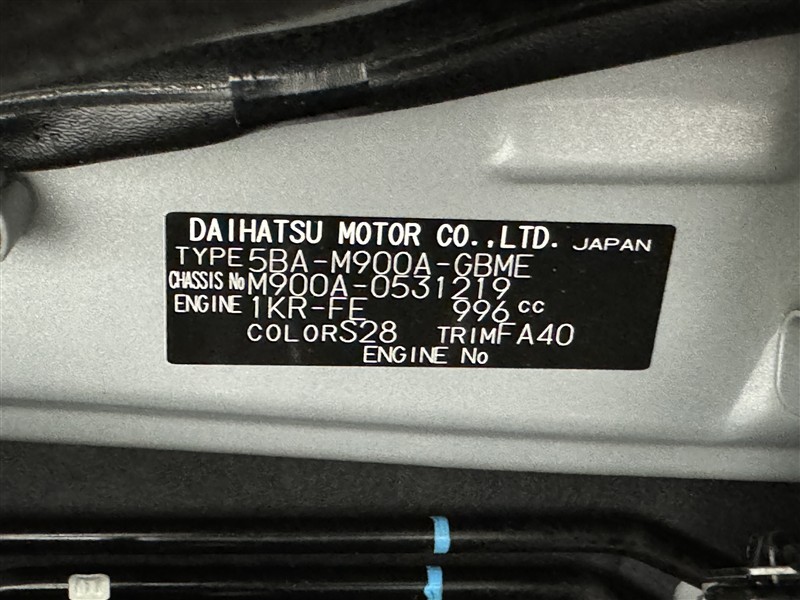 DAIHATSU MOTOR CO.,LTD. JAPAN
TYPE 5BA-M900A-GBME
CHASSIS No M900A-0531219
ENGINE 1KR-FE 996 cc
COLOR S28 TRIM FA40
ENGINE No